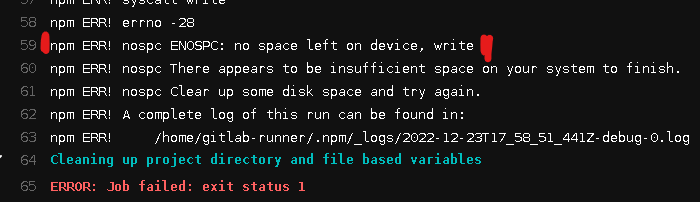 57 npm ERR! syscall write
58 npm ERR! errno -28
59 npm ERR! nospc ENOSPC: no space left on device, write
60 npm ERR! nospc There appears to be insufficient space on your system to finish.
61 npm ERR! nospc Clear up some disk space and try again.
62 npm ERR! A complete log of this run can be found in:
63 npm ERR!     /home/gitlab-runner/.npm/_logs/2022-12-23T17_58_51_441Z-debug-0.log
64 Cleaning up project directory and file based variables
65 ERROR: Job failed: exit status 1